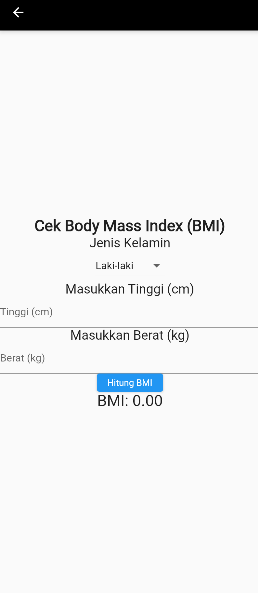 Cek Body Mass Index (BMI)
Jenis Kelamin
Laki-laki
Masukkan Tinggi (cm)
Tinggi (cm)
Masukkan Berat (kg)
Berat (kg)
Hitung BMI
BMI: 0.00